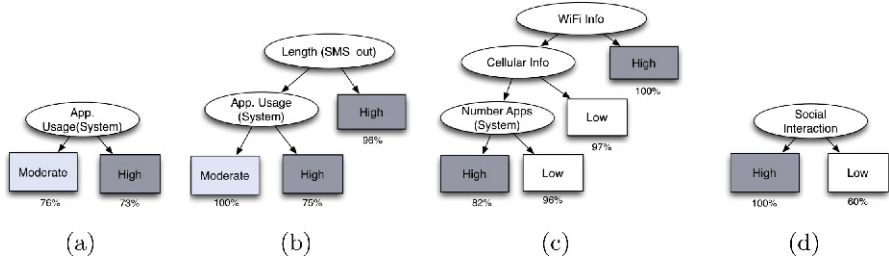 App.
Usage(System)
Moderate
High
76%
73%
(a)
Length (SMS out)
App. Usage
(System)
High
96%
Moderate
High
100%
75%
(b)
WiFi Info
Cellular Info
High
100%
Number Apps
(System)
Low
97%
High
Low
82%
96%
(c)
Social
Interaction
High
Low
100%
60%
(d)